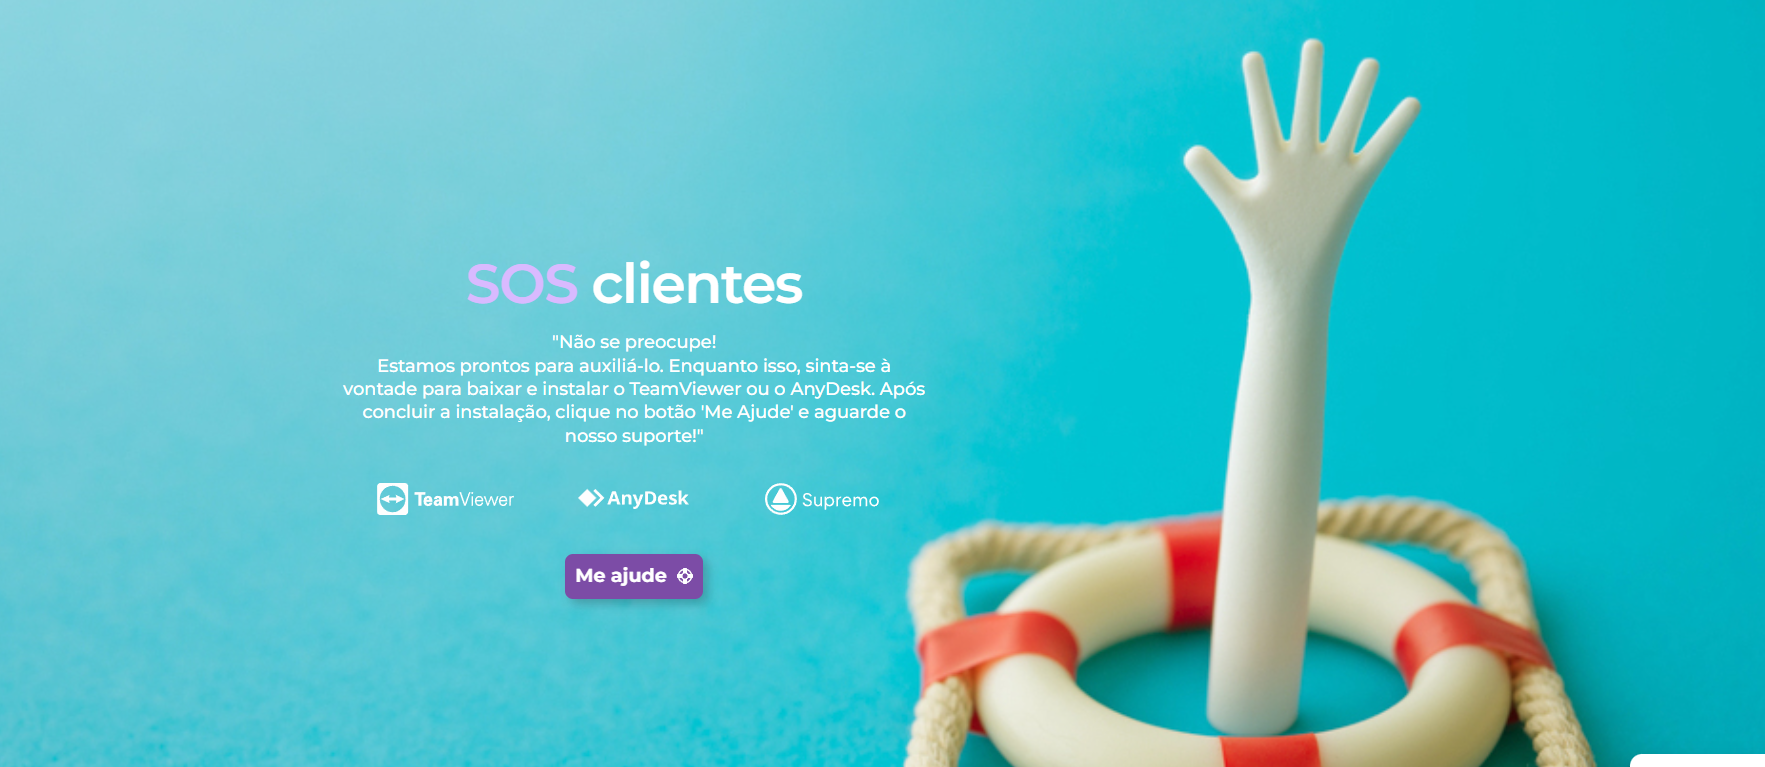 SOS clientes
"Não se preocupe!
Estamos prontos para auxiliá-lo. Enquanto isso, sinta-se à
vontade para baixar e instalar o TeamViewer ou o AnyDesk. Após
concluir a instalação, clique no botão 'Me Ajude' e aguarde o
nosso suporte!"
TeamViewer AnyDesk Supremo
Me ajude